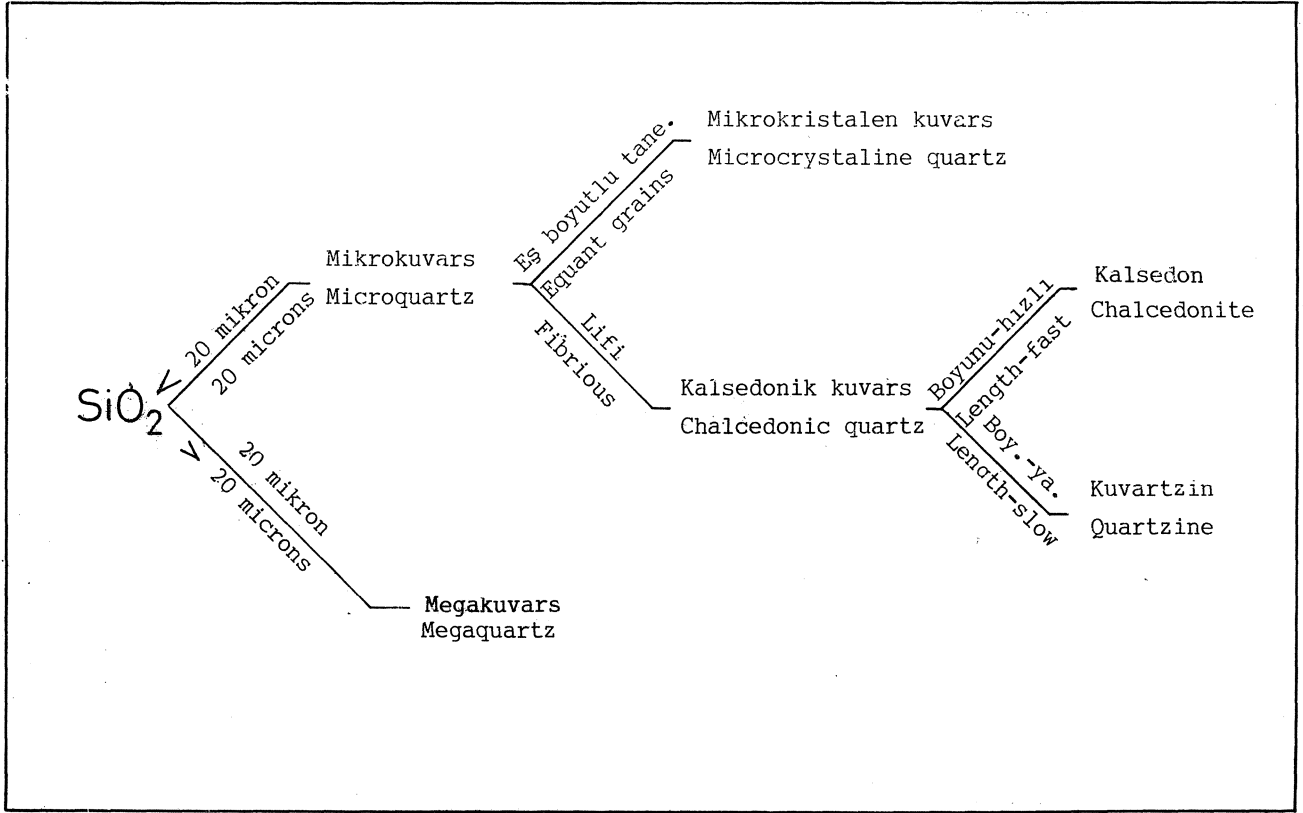 SiO2
< 20 mikron
20 microns
Mikrokuvars
Microquartz
Eş boyutlu tane.
Equant grains
Mikrokristalen kuvars
Microcrystaline quartz
Lifi
Fibrious
Kalsedonik kuvars
Chalcedonic quartz
Boyunu-hızlı
Length-fast
Kalsedon
Chalcedonite
Boy.-ya.
Length-slow
Kuvartzin
Quartzine
20 mikron
> 20 microns
Megakuvars
Megaquartz